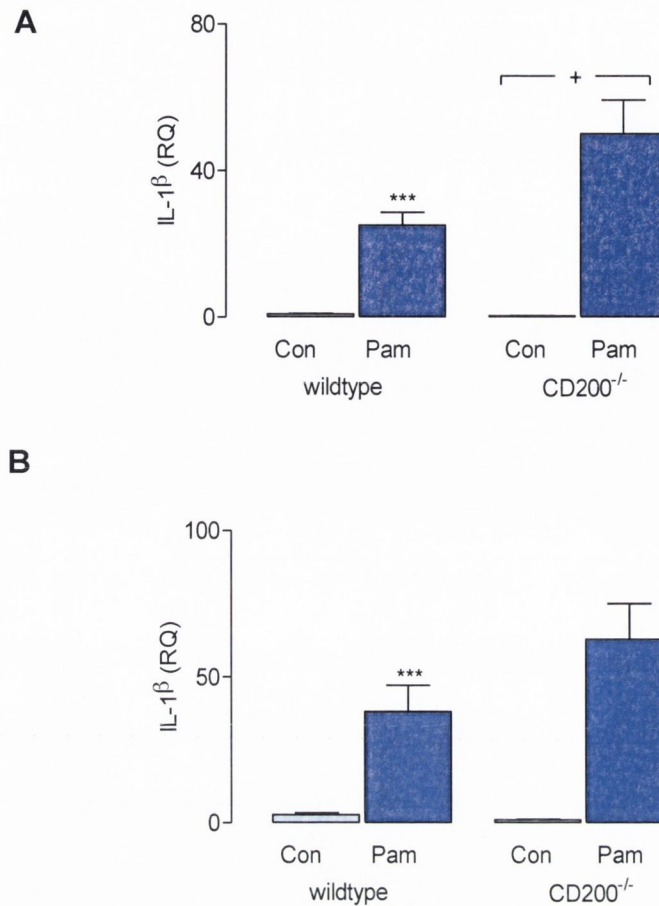 A
80
+
IL-1β (RQ)
***
40
0
Con Pam Con Pam
wildtype CD200-/-
B
100
IL-1β (RQ)
***
50
0
Con Pam Con Pam
wildtype CD200-/-